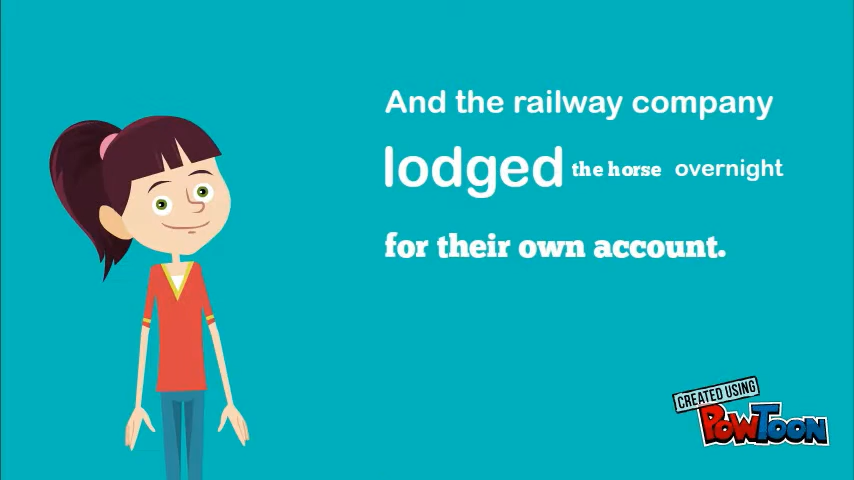 And the railway company
lodged the horse overnight
for their own account.
CREATED USING
POWTOON